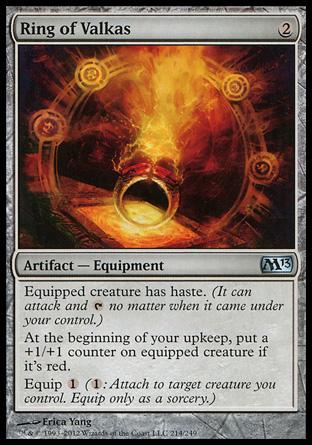 Ring of Valkas 2
Artifact — Equipment M13
Equipped creature has haste. (It can
attack and no matter when it came under
your control.)
At the beginning of your upkeep, put a
+1/+1 counter on equipped creature if
it's red.
Equip 1 (1: Attach to target creature you
control. Equip only as a sorcery.)
Erica Yang
™ & © 1993–2012 Wizards of the Coast LLC 214/249